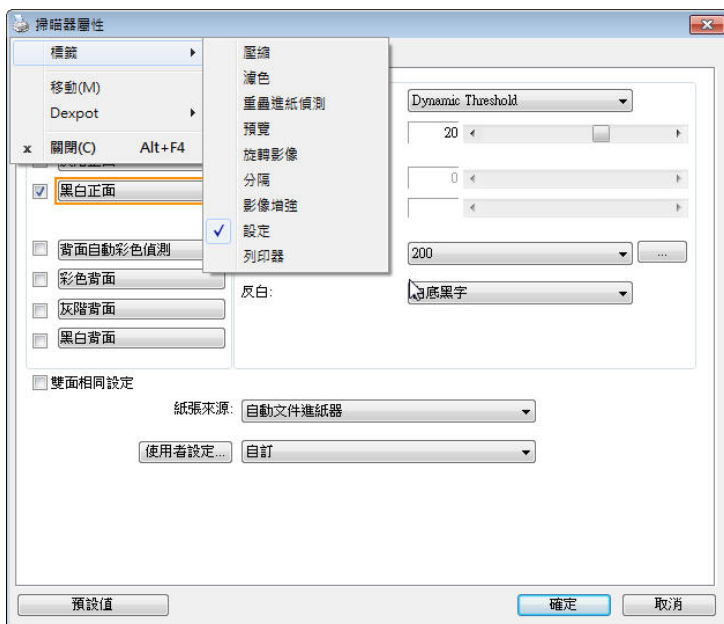 掃瞄器屬性
標籤
移動(M)
Dexpot
x 關閉(C) Alt+F4
壓縮
濾色
重疊進紙偵測
預覽
旋轉影像
分隔
影像增強
設定
列印器
Dynamic Threshold
20
0
黑白正面
背面自動彩色偵測
彩色背面
灰階背面
黑白背面
200
...
反白:
白底黑字
雙面相同設定
紙張來源: 自動文件進紙器
使用者設定... 自訂
預設值
確定
取消